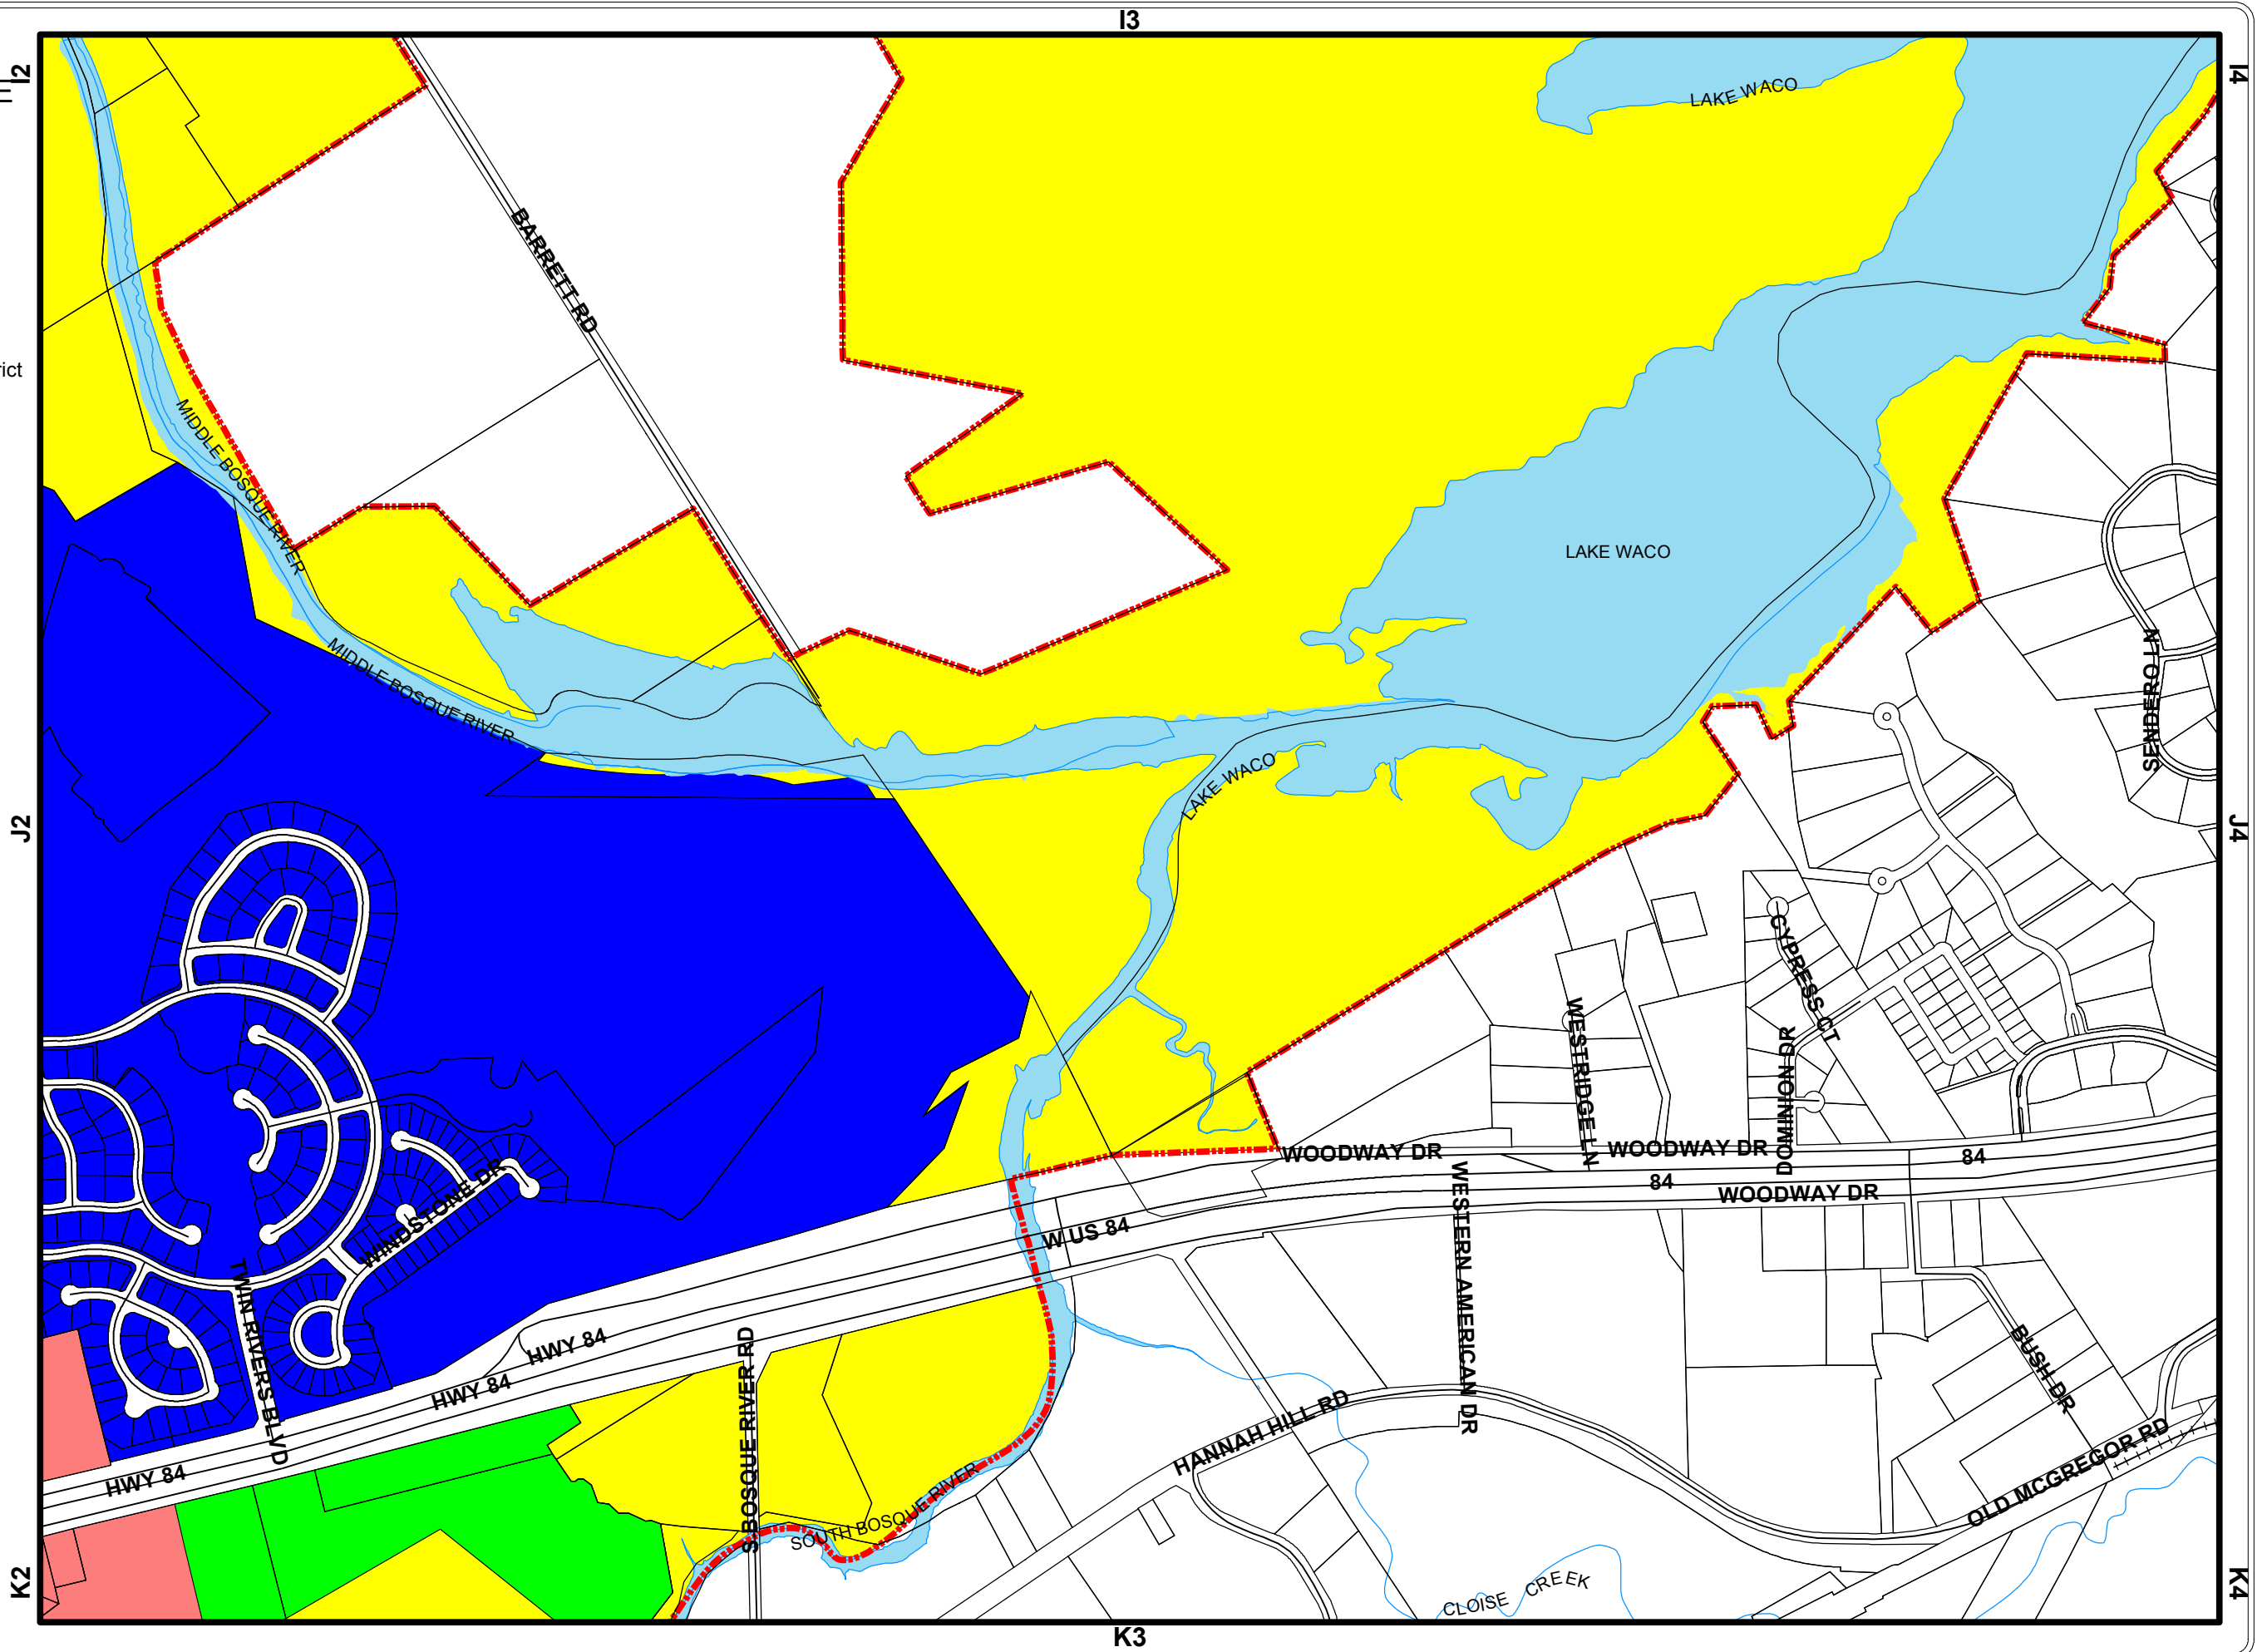 I3
I2
I4
LAKE WACO
BARRETT RD
rict
MIDDLE BOSQUE RIVER
LAKE WACO
MIDDLE BOSQUE RIVER
SENDERO LN
LAKE WACO
J2
J4
CYPRESS CT
WESTRIDGE LN
DOMINION DR
WOODWAY DR
WOODWAY DR
84
84
WOODWAY DR
WINDSTONE DR
W US 84
WESTERN AMERICAN DR
TWIN RIVERS BLVD
HWY 84
HWY 84
HWY 84
S BOSQUE RIVER RD
BUSH DR
HANNAH HILL RD
OLD MCGREGOR RD
SOUTH BOSQUE RIVER
CLOISE CREEK
K2
K4
K3